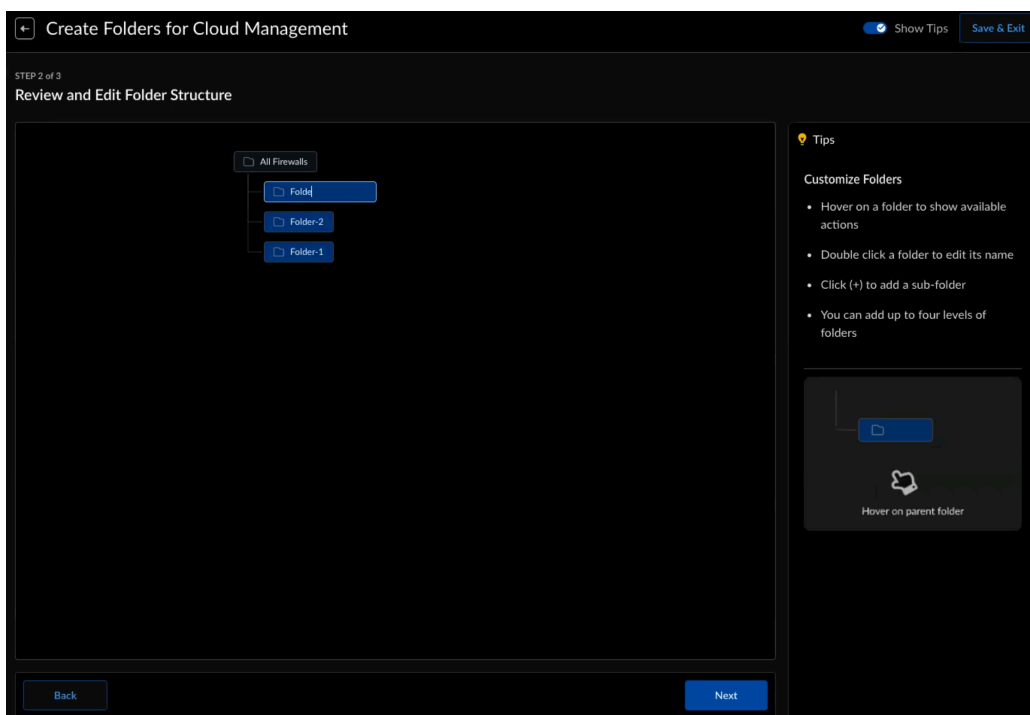 Create Folders for Cloud Management
Show Tips
Save & Exit
STEP 2 of 3
Review and Edit Folder Structure
All Firewalls
Folde
Folder-2
Folder-1
Tips
Customize Folders
• Hover on a folder to show available
actions
• Double click a folder to edit its name
• Click (+) to add a sub-folder
• You can add up to four levels of
folders
Hover on parent folder
Back
Next